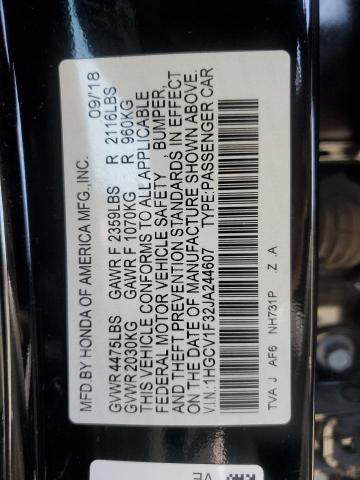 MFD.BY HONDA OF AMERICA MFG.,INC. 09/18
GVWR 4475LBS GAWR F 2359LBS R 2116LBS
GVWR 2030KG GAWR F 1070KG R 960KG
THIS VEHICLE CONFORMS TO ALL APPLICABLE
FEDERAL MOTOR VEHICLE SAFETY BUMPER,
AND THEFT PREVENTION STANDARDS IN EFFECT
ON THE DATE OF MANUFACTURE SHOWN ABOVE.
V.I.N.:1HGCV1F32JA244607 TYPE:PASSENGER CAR
TVA J AF6 NH731P Z .A
VE